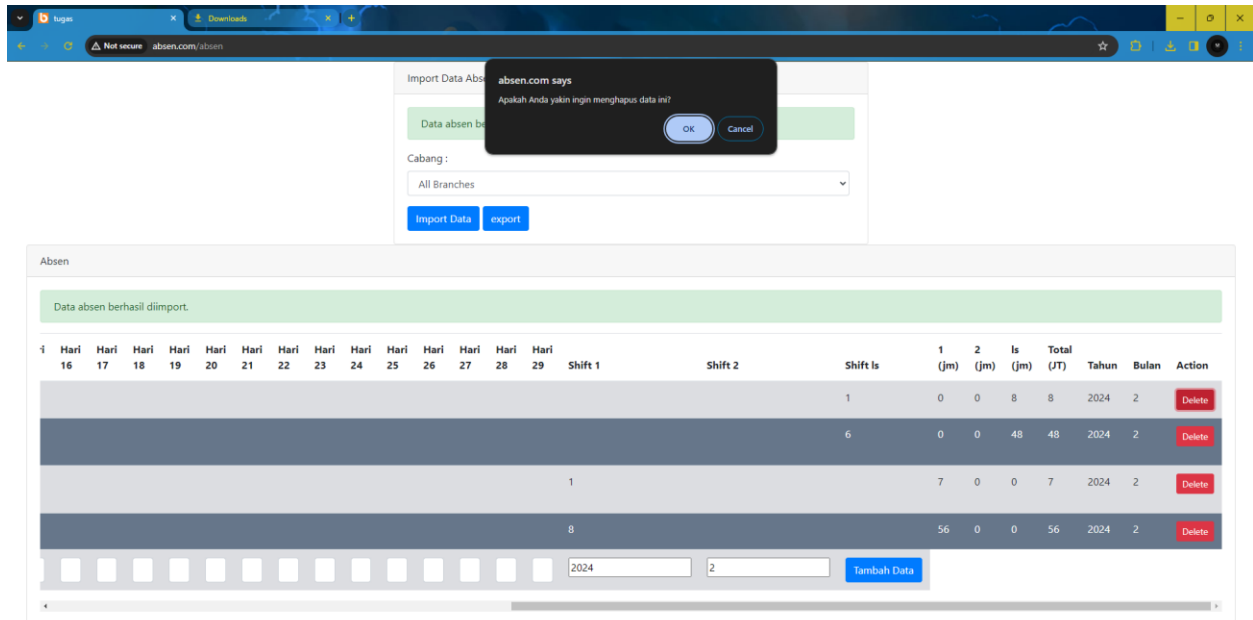 tugas
Downloads
Not secure absen.com/absen
absen.com says
Apakah Anda yakin ingin menghapus data ini?
OK Cancel
Import Data Abs
Data absen be
Cabang :
All Branches
Import Data export
Absen
Data absen berhasil diimport.
i Hari Hari Hari Hari Hari Hari Hari Hari Hari Hari Hari Hari Hari Hari 1 2 ls Total
16 17 18 19 20 21 22 23 24 25 26 27 28 29 Shift 1 Shift 2 Shift ls (jm) (jm) (jm) (JT) Tahun Bulan Action
1 0 0 8 8 2024 2 Delete
6 0 0 48 48 2024 2 Delete
1 7 0 0 7 2024 2 Delete
8 56 0 0 56 2024 2 Delete
2024 2 Tambah Data